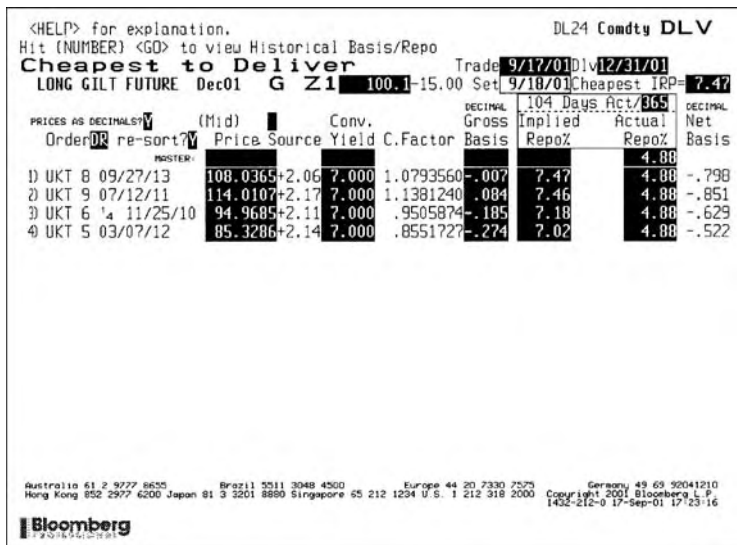 <HELP> for explanation. DL24 Comdty DLV
Hit {NUMBER} <GO> to view Historical Basis/Repo
Cheapest to Deliver Trade 9/17/01 Dlv 12/31/01
LONG GILT FUTURE Dec01 G Z1 100.1-15.00 Set 9/18/01 Cheapest IRP= 7.47
DECIMAL 104 Days Act/365 DECIMAL
PRICES AS DECIMALS? Y (Mid) Conv. Gross Implied Actual Net
Order DR re-sort? Y Price Source Yield C.Factor Basis Repo% Repo% Basis
MASTER: 4.88
1) UKT 8 09/27/13 108.0365+2.06 7.000 1.0793560 -.007 7.47 4.88 -.798
2) UKT 9 07/12/11 114.0107+2.17 7.000 1.1381240 .084 7.46 4.88 -.851
3) UKT 6 ¼ 11/25/10 94.9685+2.11 7.000 .9505874 -.185 7.18 4.88 -.629
4) UKT 5 03/07/12 85.3286+2.14 7.000 .8551727 -.274 7.02 4.88 -.522
Australia 61 2 9777 8655 Brazil 5511 3048 4500 Europe 44 20 7330 7575 Germany 49 69 92041210
Hong Kong 852 2977 6200 Japan 81 3 3201 8880 Singapore 65 212 1234 U.S. 1 212 318 2000 Copyright 2001 Bloomberg L.P.
1432-212-0 17-Sep-01 17:23:16
Bloomberg